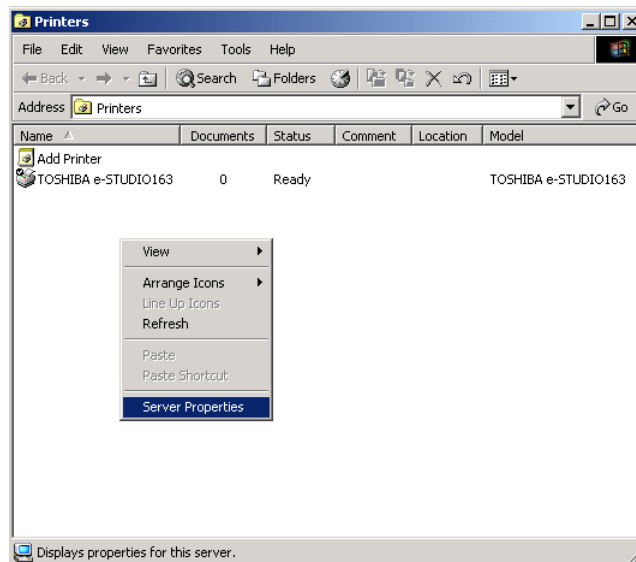 Printers
File Edit View Favorites Tools Help
Back Search Folders
Address Printers Go
Name Documents Status Comment Location Model
Add Printer
TOSHIBA e-STUDIO163 0 Ready TOSHIBA e-STUDIO163
View
Arrange Icons
Line Up Icons
Refresh
Paste
Paste Shortcut
Server Properties
Displays properties for this server.